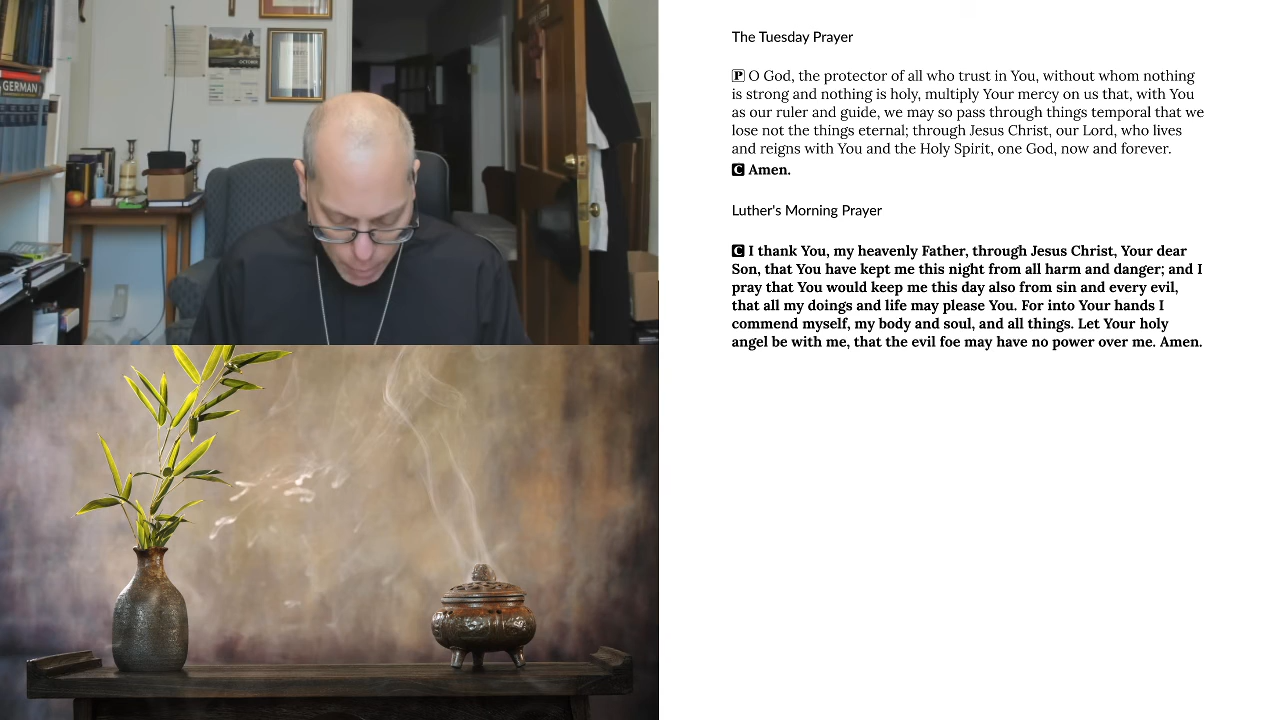 GERMAN
OCTOBER
The Tuesday Prayer
P O God, the protector of all who trust in You, without whom nothing
is strong and nothing is holy, multiply Your mercy on us that, with You
as our ruler and guide, we may so pass through things temporal that we
lose not the things eternal; through Jesus Christ, our Lord, who lives
and reigns with You and the Holy Spirit, one God, now and forever.
C Amen.
Luther's Morning Prayer
C I thank You, my heavenly Father, through Jesus Christ, Your dear
Son, that You have kept me this night from all harm and danger; and I
pray that You would keep me this day also from sin and every evil,
that all my doings and life may please You. For into Your hands I
commend myself, my body and soul, and all things. Let Your holy
angel be with me, that the evil foe may have no power over me. Amen.